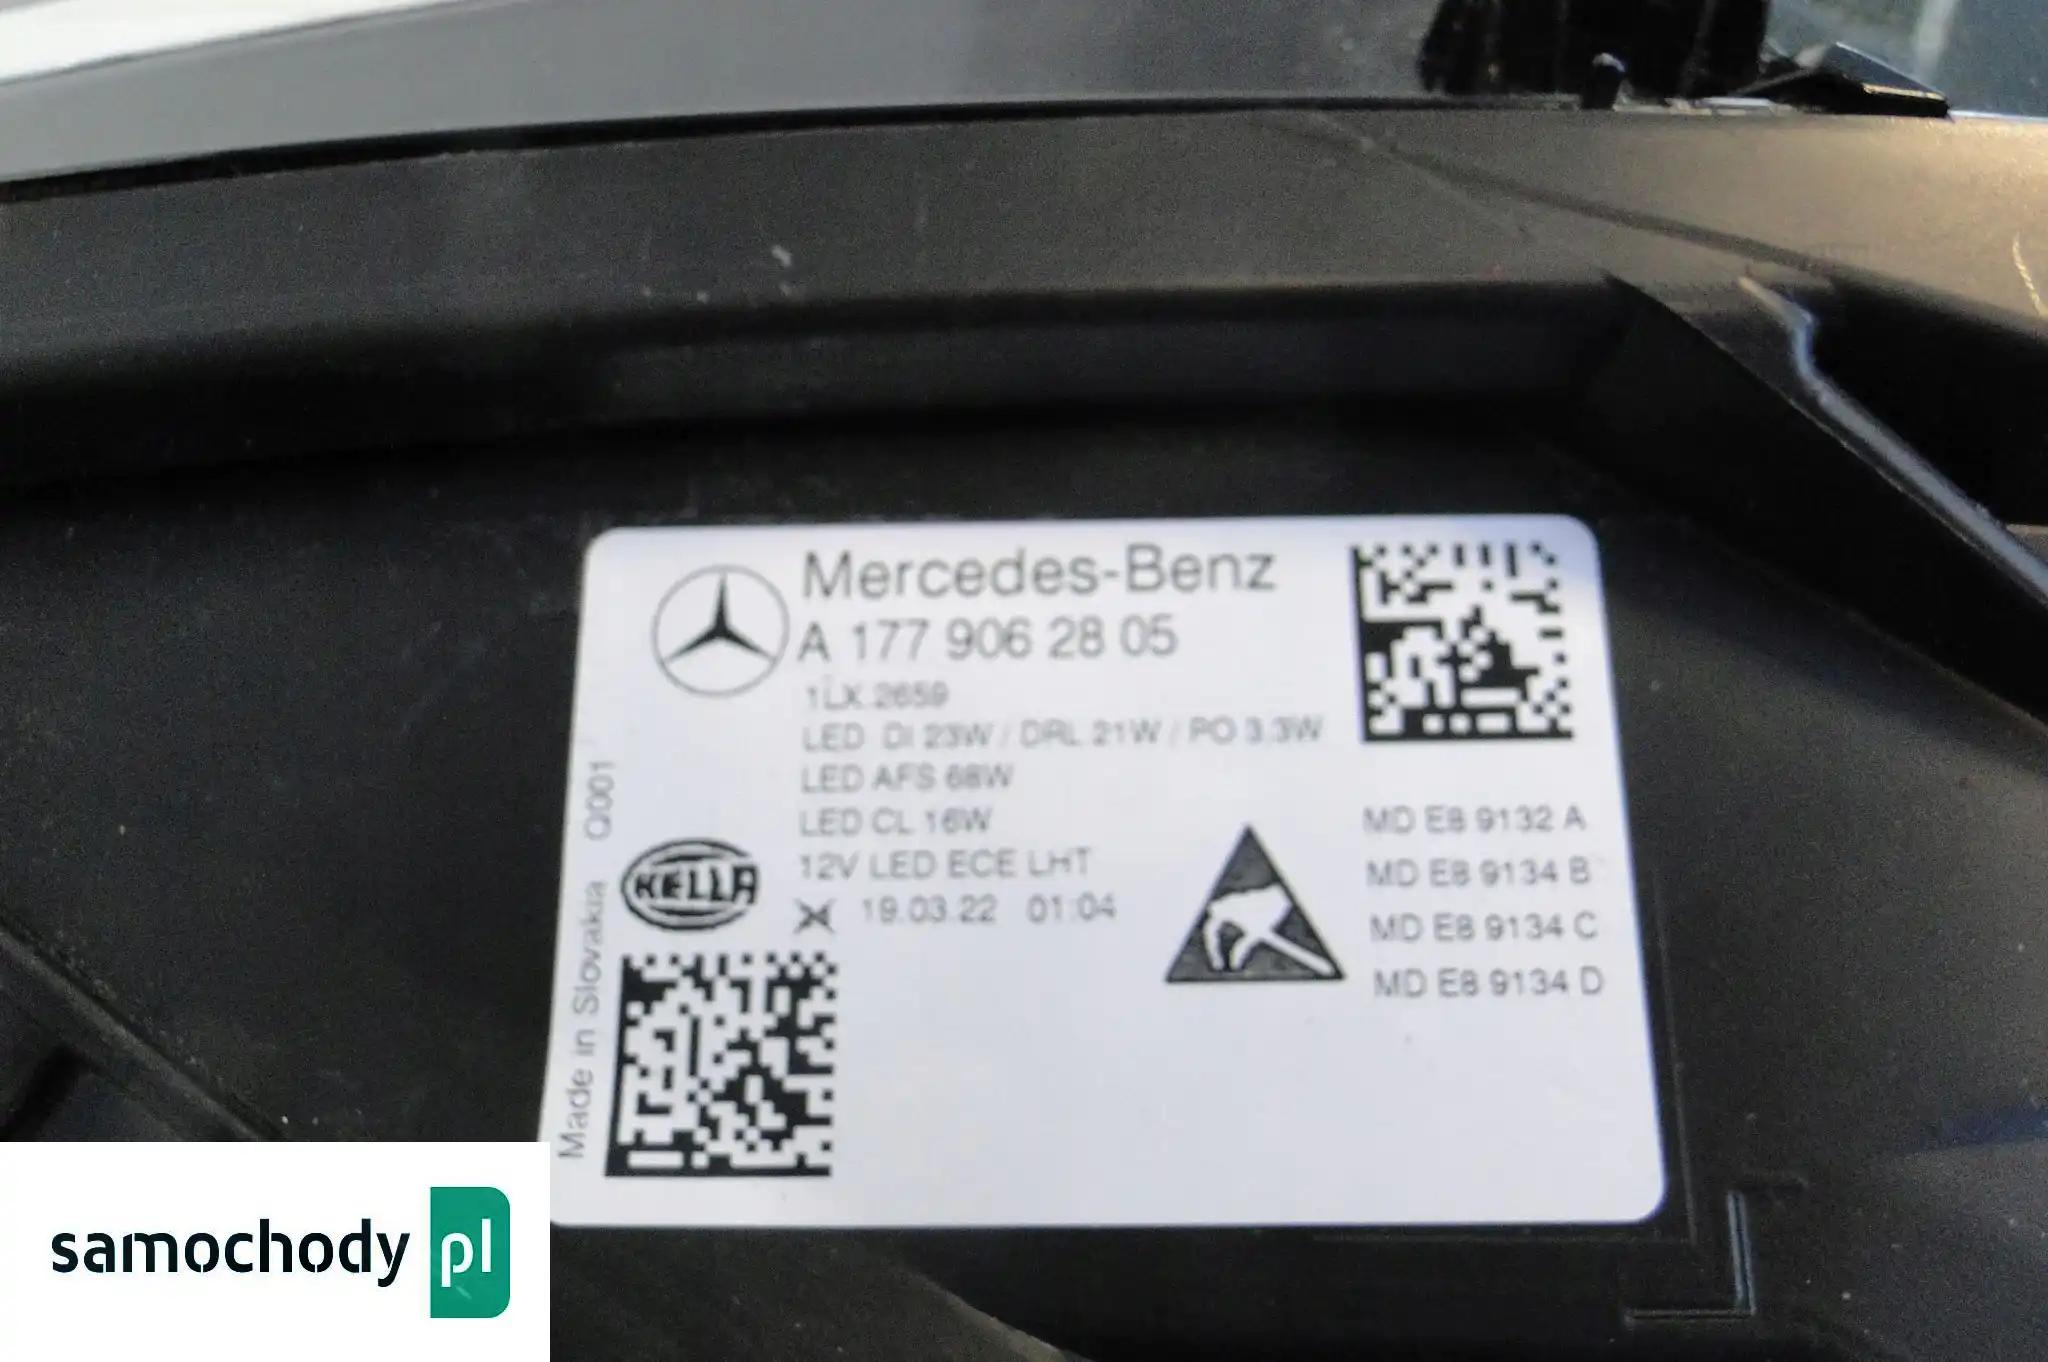 Mercedes-Benz
A 177 906 28 05
1LX.2659
LED DI 23W / DRL 21W / PO 3.3W
LED AFS 68W
LED CL 16W
12V LED ECE LHT
19.03.22 01:04
HELLA
Made in Slovakia Q001
MD E8 9132 A
MD E8 9134 B
MD E8 9134 C
MD E8 9134 D
samochody pl